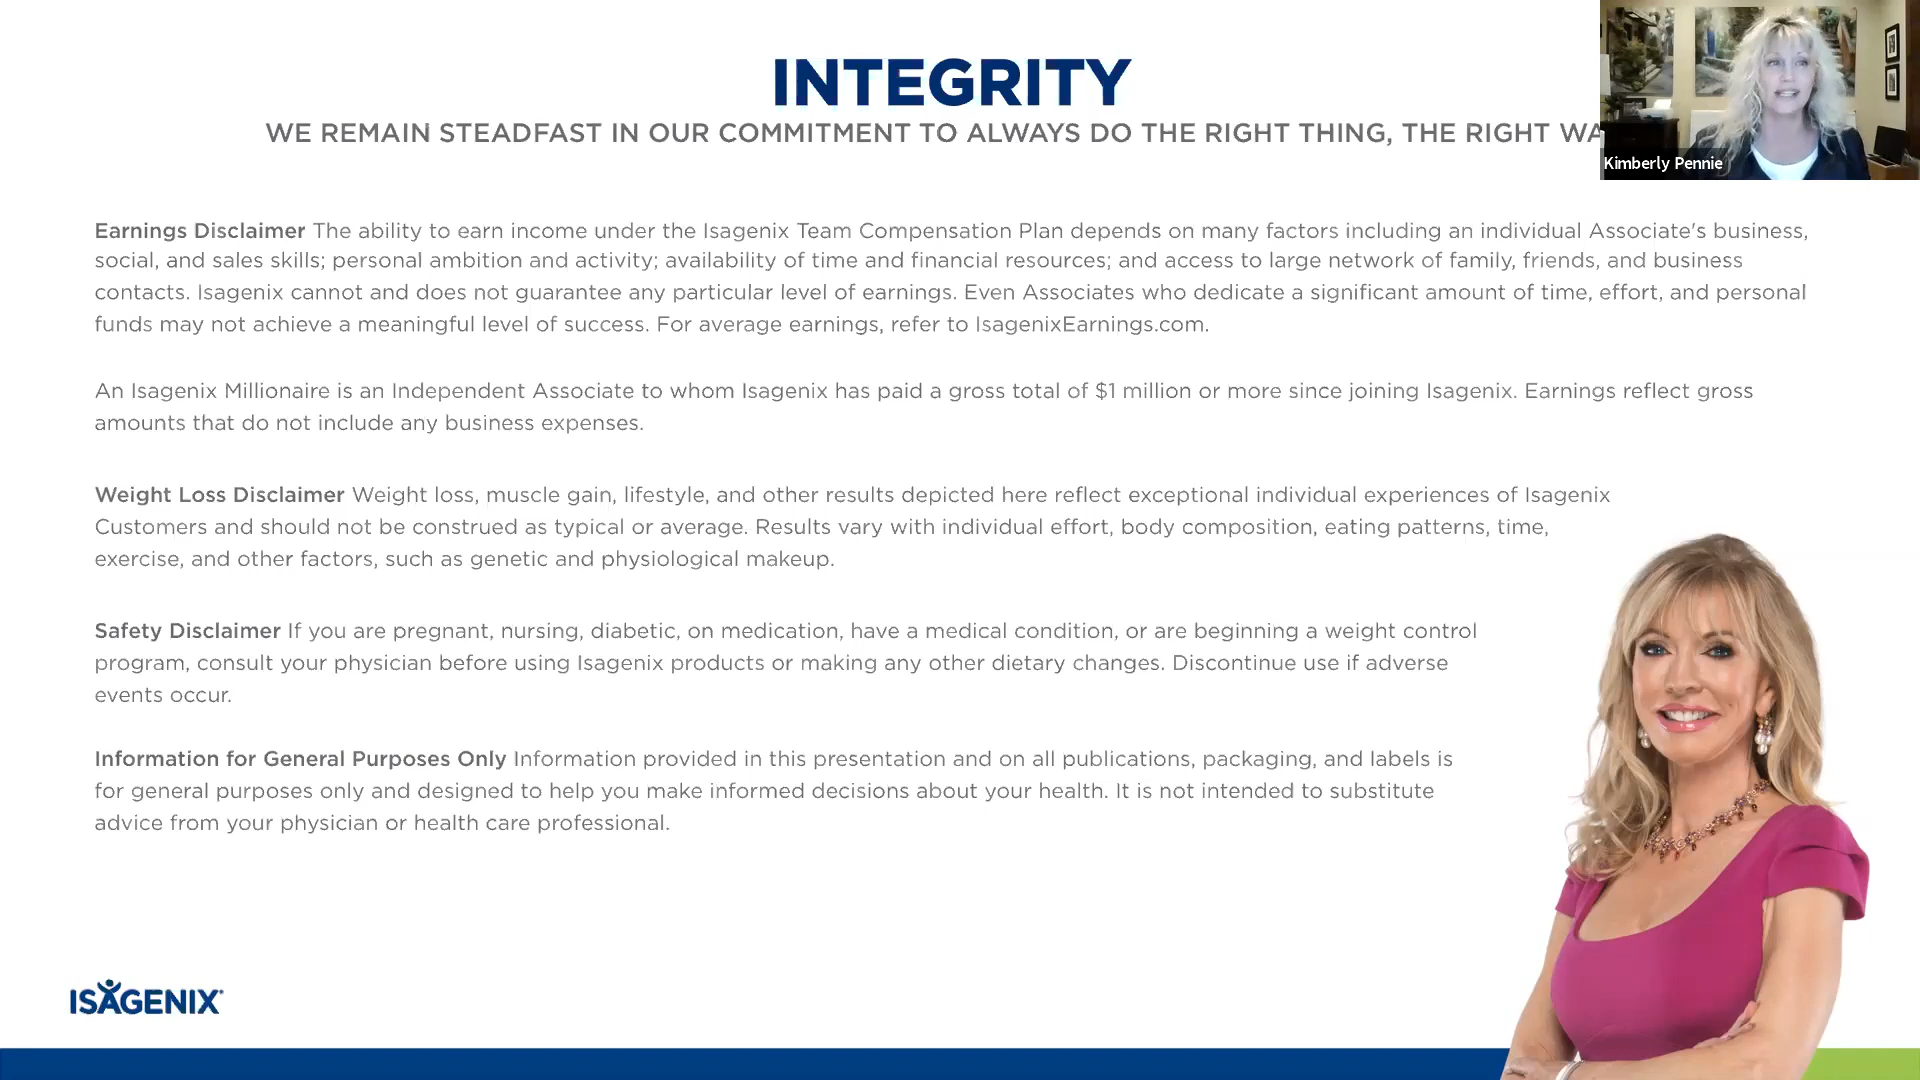 INTEGRITY
WE REMAIN STEADFAST IN OUR COMMITMENT TO ALWAYS DO THE RIGHT THING, THE RIGHT WA
Kimberly Pennie
Earnings Disclaimer The ability to earn income under the Isagenix Team Compensation Plan depends on many factors including an individual Associate's business,
social, and sales skills; personal ambition and activity; availability of time and financial resources; and access to large network of family, friends, and business
contacts. Isagenix cannot and does not guarantee any particular level of earnings. Even Associates who dedicate a significant amount of time, effort, and personal
funds may not achieve a meaningful level of success. For average earnings, refer to IsagenixEarnings.com.
An Isagenix Millionaire is an Independent Associate to whom Isagenix has paid a gross total of $1 million or more since joining Isagenix. Earnings reflect gross
amounts that do not include any business expenses.
Weight Loss Disclaimer Weight loss, muscle gain, lifestyle, and other results depicted here reflect exceptional individual experiences of Isagenix
Customers and should not be construed as typical or average. Results vary with individual effort, body composition, eating patterns, time,
exercise, and other factors, such as genetic and physiological makeup.
Safety Disclaimer If you are pregnant, nursing, diabetic, on medication, have a medical condition, or are beginning a weight control
program, consult your physician before using Isagenix products or making any other dietary changes. Discontinue use if adverse
events occur.
Information for General Purposes Only Information provided in this presentation and on all publications, packaging, and labels is
for general purposes only and designed to help you make informed decisions about your health. It is not intended to substitute
advice from your physician or health care professional.
ISAGENIX